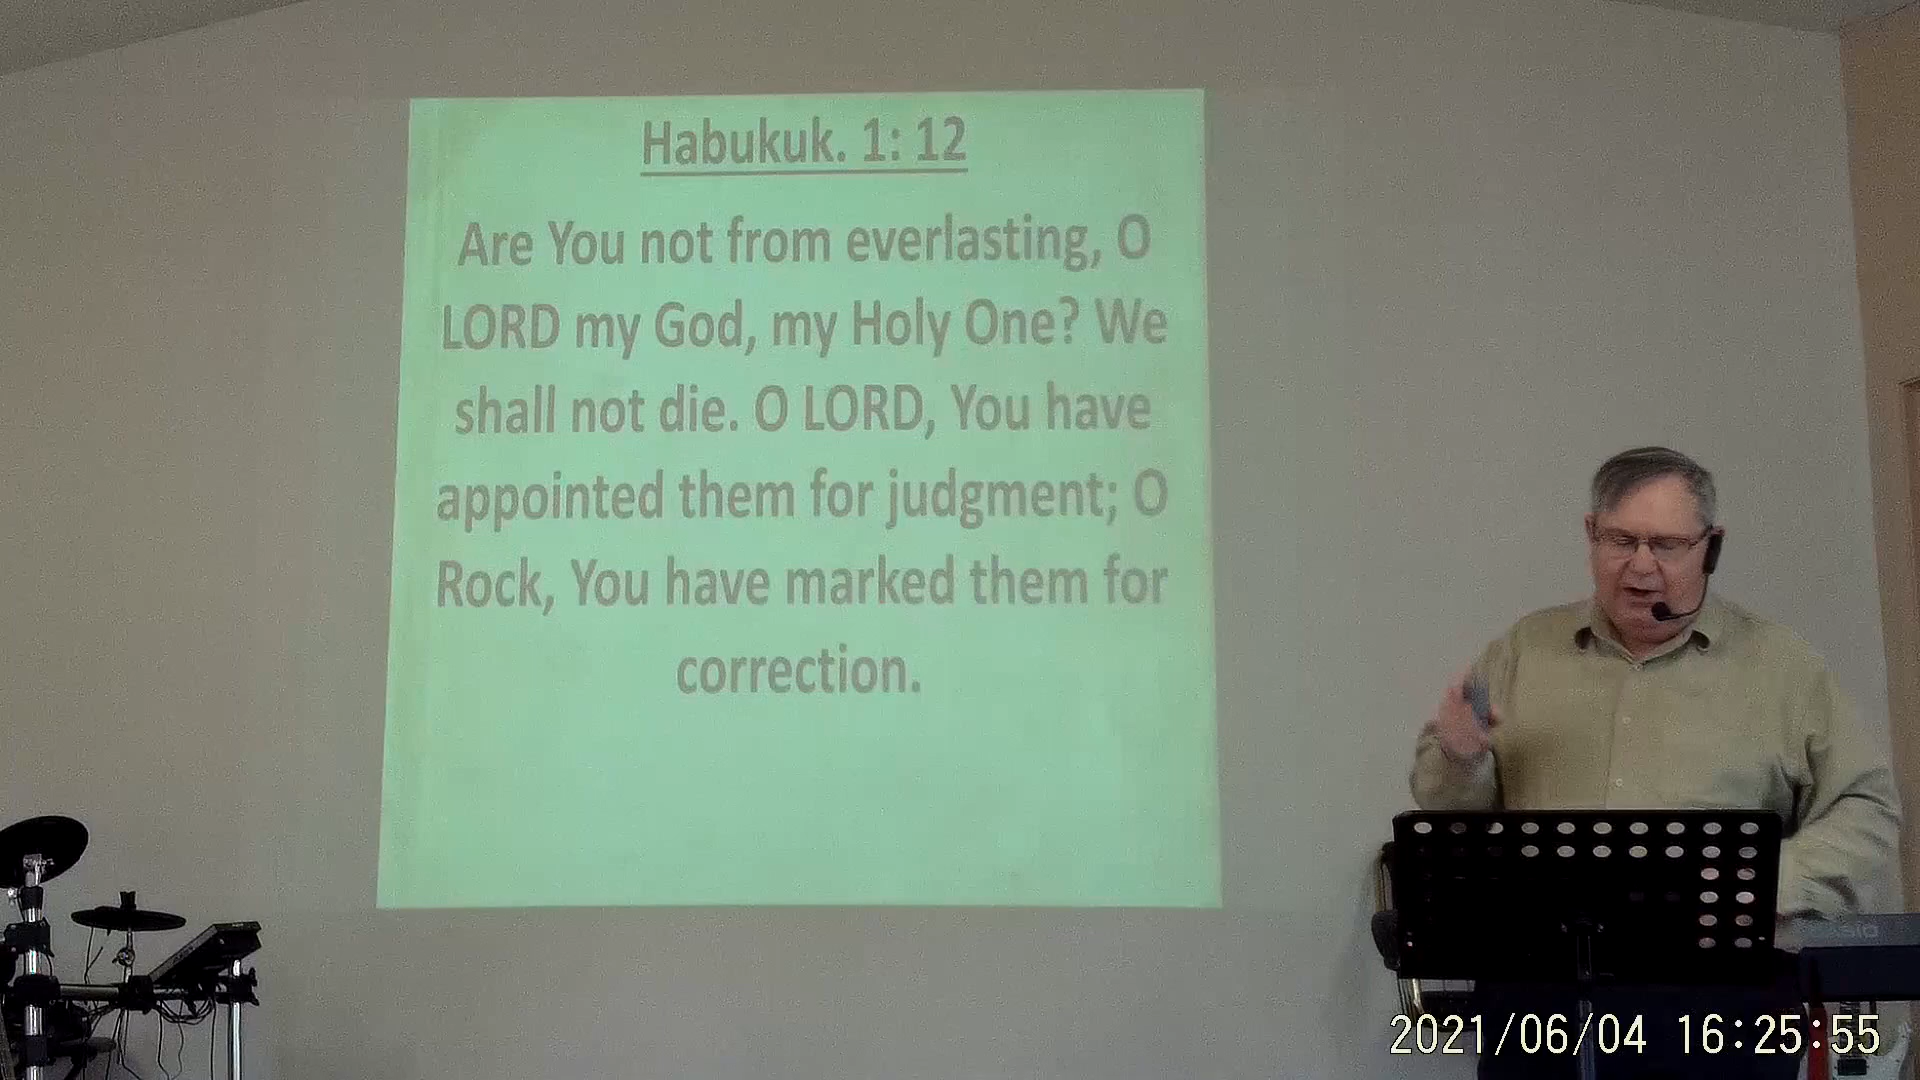 Habukuk. 1: 12
Are You not from everlasting, O
LORD my God, my Holy One? We
shall not die. O LORD, You have
appointed them for judgment; O
Rock, You have marked them for
correction.
CASIO
2021/06/04 16:25:55